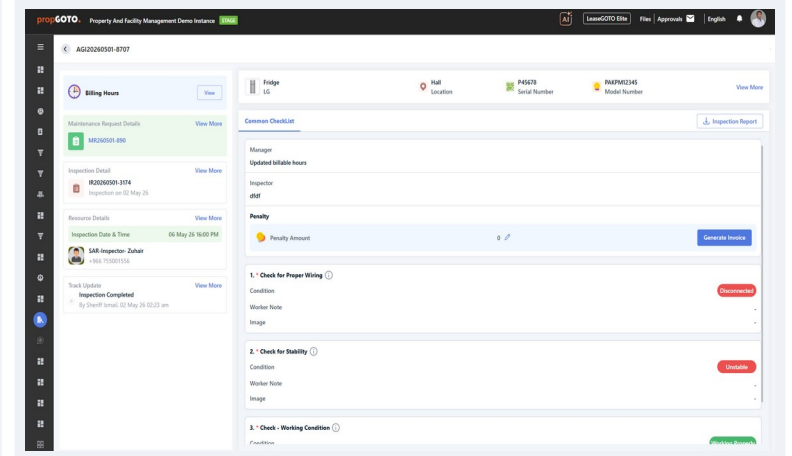 propGOTO. Property And Facility Management Demo Instance STAGE
AI LeaseGOTO Elite Files Approvals English
AGI20260501-8707
Billing Hours View
Maintenance Request Details View More
MR260501-890
Inspection Detail View More
IR20260501-3174
Inspection on 02 May 26
Resource Details View More
Inspection Date & Time 06 May 26 16:00 PM
SAR-Inspector- Zuhair
+966 753001556
Track Update View More
Inspection Completed
By Sheriff Ismail, 02 May 26 02:23 am
Fridge
LG
Hall
Location
P45678
Serial Number
PAKPM12345
Model Number
View More
Common CheckList
Inspection Report
Manager
Updated billable hours
Inspector
dfdf
Penalty
Penalty Amount 0 Generate Invoice
1. * Check for Proper Wiring
Condition Disconnected
Worker Note -
Image -
2. * Check for Stability
Condition Unstable
Worker Note -
Image -
3. * Check - Working Condition
Condition Working Properly